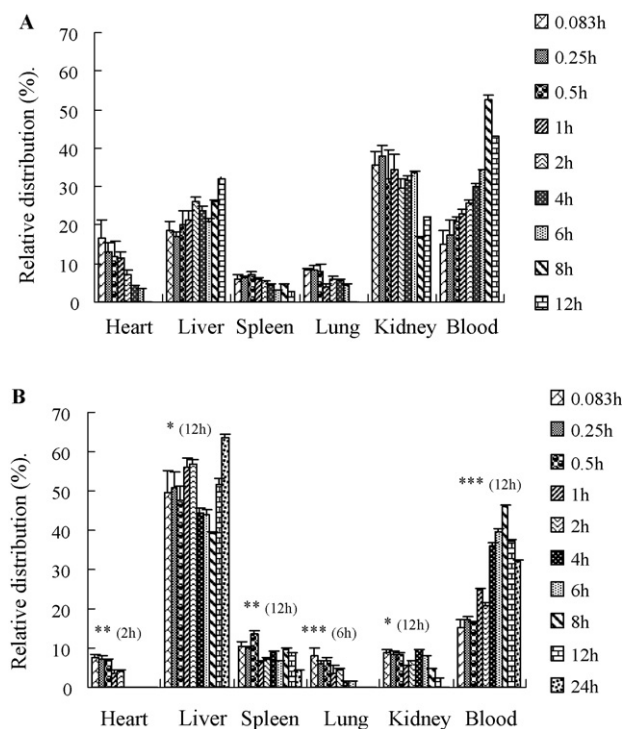 A
Relative distribution (%).
70
60
50
40
30
20
10
0
Heart Liver Spleen Lung Kidney Blood
0.083h
0.25h
0.5h
1h
2h
4h
6h
8h
12h
B
Relative distribution (%).
70
60
50
40
30
20
10
0
* (12h)
*** (12h)
** (2h)
** (12h)
*** (6h)
* (12h)
Heart Liver Spleen Lung Kidney Blood
0.083h
0.25h
0.5h
1h
2h
4h
6h
8h
12h
24h